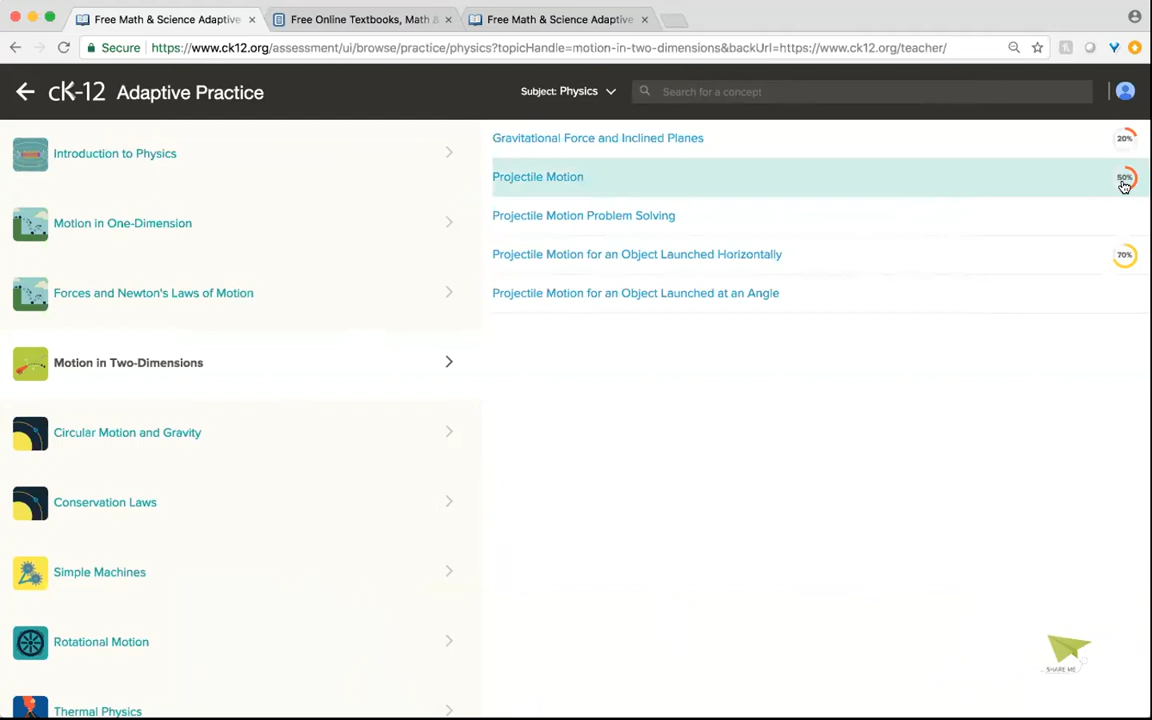 Free Math & Science Adaptive
Free Online Textbooks, Math &
Free Math & Science Adaptive
Secure https://www.ck12.org/assessment/ui/browse/practice/physics?topicHandle=motion-in-two-dimensions&backUrl=https://www.ck12.org/teacher/
cK-12 Adaptive Practice
Subject: Physics
Search for a concept
Introduction to Physics
Motion in One-Dimension
Forces and Newton's Laws of Motion
Motion in Two-Dimensions
Circular Motion and Gravity
Conservation Laws
Simple Machines
Rotational Motion
Thermal Physics
Gravitational Force and Inclined Planes 20%
Projectile Motion 50%
Projectile Motion Problem Solving
Projectile Motion for an Object Launched Horizontally 70%
Projectile Motion for an Object Launched at an Angle
SHARE ME